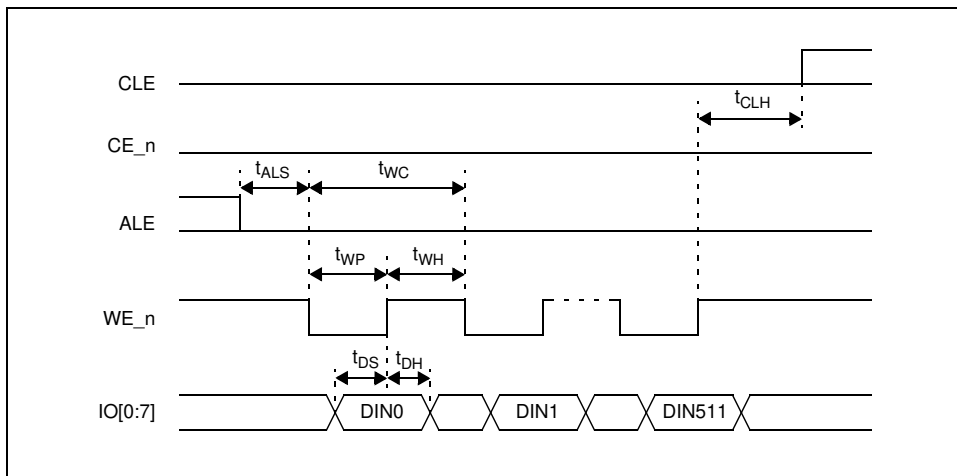 CLE
tCLH
CE_n
tALS
tWC
ALE
tWP
tWH
WE_n
tDS
tDH
IO[0:7]
DIN0
DIN1
DIN511